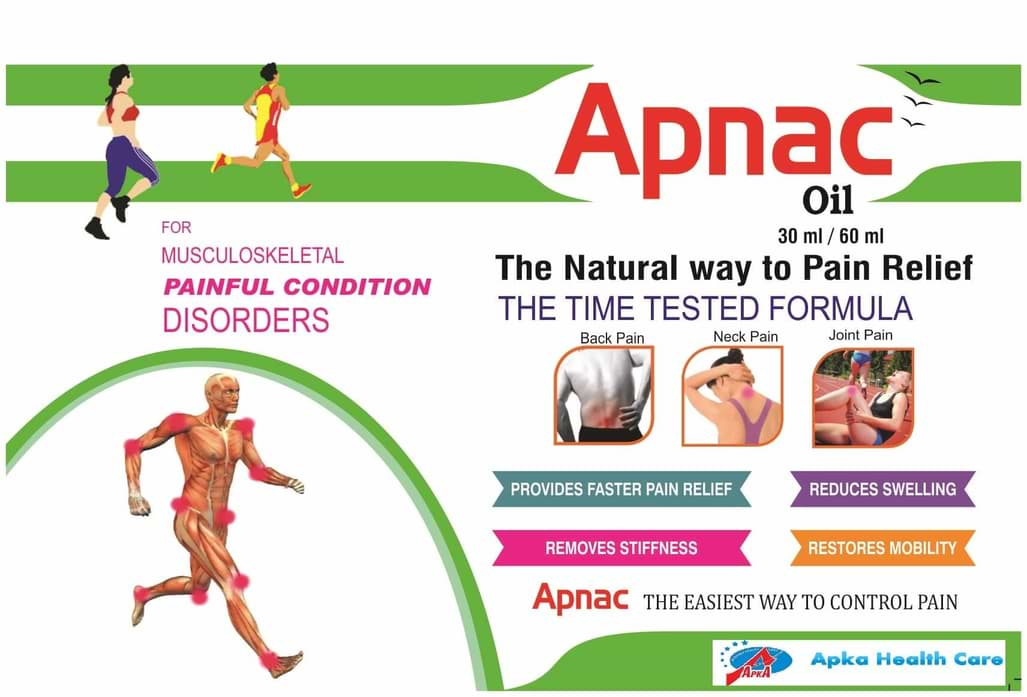 Apnac
Oil
30 ml / 60 ml
FOR
MUSCULOSKELETAL
PAINFUL CONDITION
DISORDERS
The Natural way to Pain Relief
THE TIME TESTED FORMULA
Back Pain
Neck Pain
Joint Pain
PROVIDES FASTER PAIN RELIEF
REDUCES SWELLING
REMOVES STIFFNESS
RESTORES MOBILITY
Apnac THE EASIEST WAY TO CONTROL PAIN
APKA
Apka Health Care